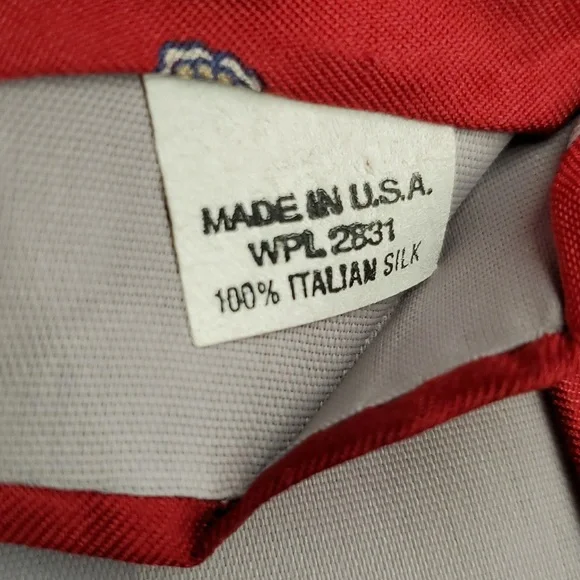 MADE IN U.S.A.
WPL 2831
100% ITALIAN SILK